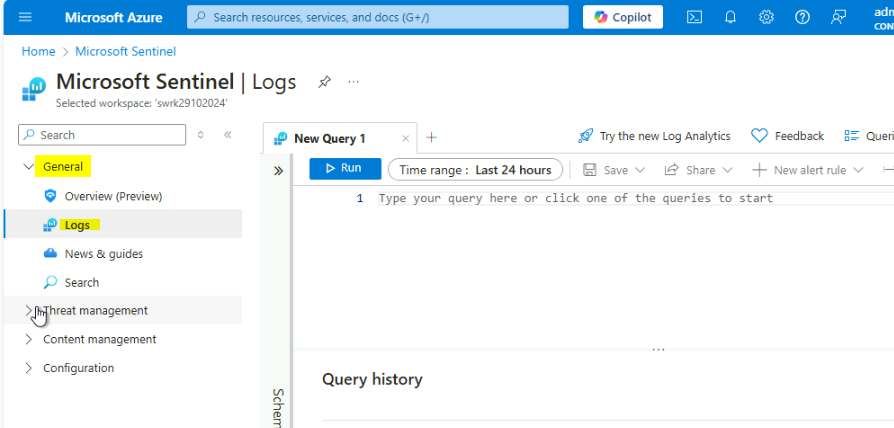 Microsoft Azure
Search resources, services, and docs (G+/)
Copilot
Home > Microsoft Sentinel
Microsoft Sentinel | Logs
Selected workspace: 'swrk29102024'
Search
General
Overview (Preview)
Logs
News & guides
Search
Threat management
Content management
Configuration
New Query 1
Try the new Log Analytics
Feedback
Queri
Run
Time range : Last 24 hours
Save
Share
New alert rule
1 Type your query here or click one of the queries to start
Query history
Schem
adm
CON